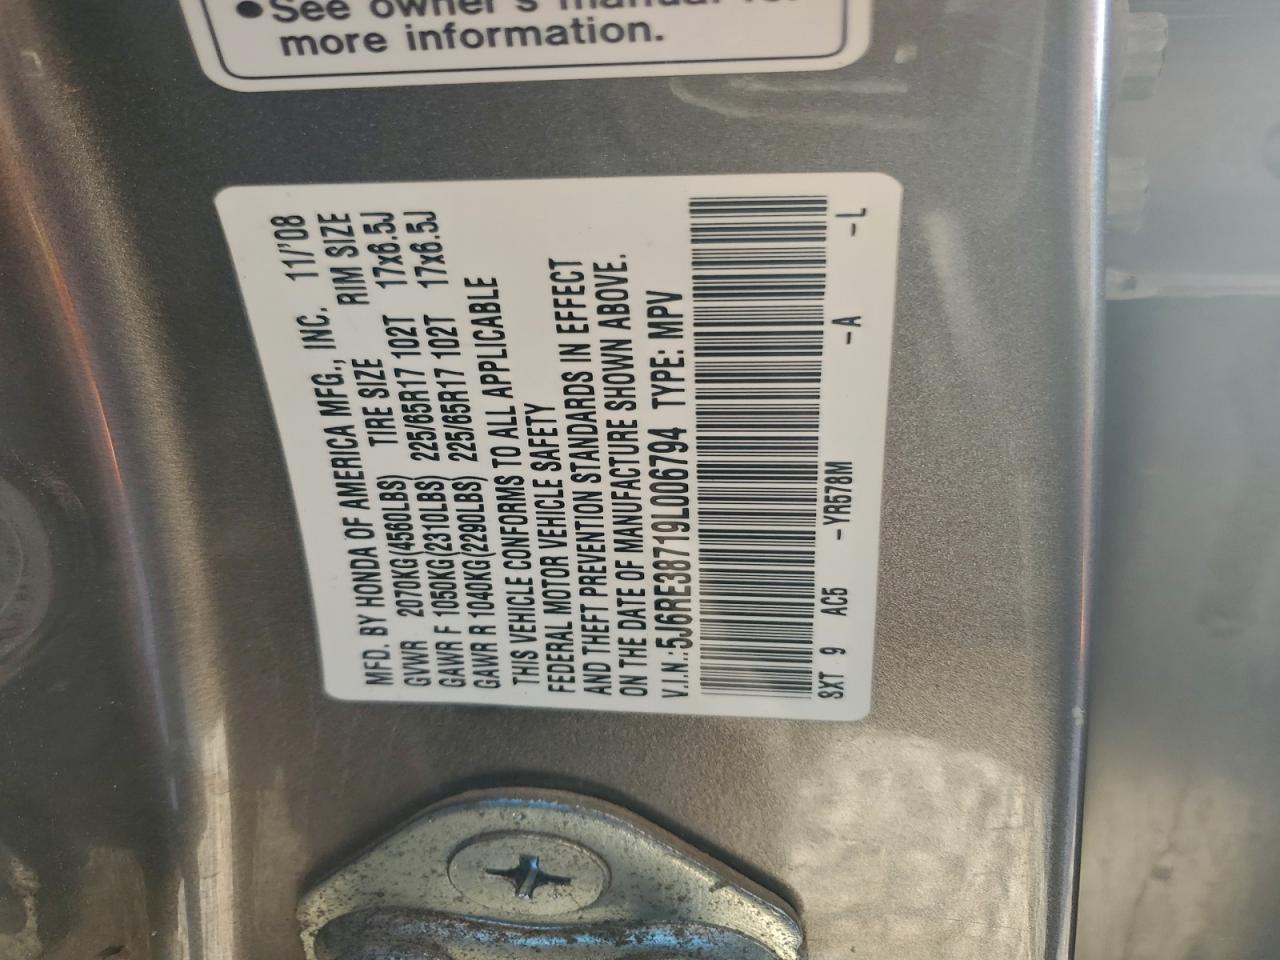 ●See owner's manual for
more information.
MFD. BY HONDA OF AMERICA MFG., INC. 11/'08
GVWR 2070KG(4560LBS) TIRE SIZE RIM SIZE
GAWR F 1050KG(2310LBS) 225/65R17 102T 17x6.5J
GAWR R 1040KG(2290LBS) 225/65R17 102T 17x6.5J
THIS VEHICLE CONFORMS TO ALL APPLICABLE
FEDERAL MOTOR VEHICLE SAFETY
AND THEFT PREVENTION STANDARDS IN EFFECT
ON THE DATE OF MANUFACTURE SHOWN ABOVE.
V.I.N.:5J6RE38719L006794 TYPE: MPV
SXT 9 AC5 -YR578M -A -L